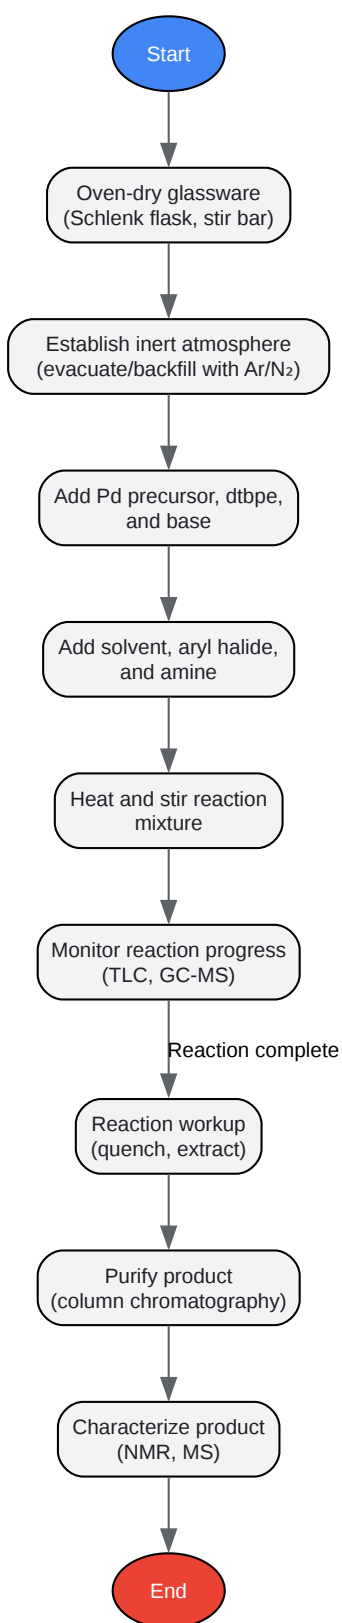 Start
Oven-dry glassware
(Schlenk flask, stir bar)
Establish inert atmosphere
(evacuate/backfill with Ar/N₂)
Add Pd precursor, dtbpe,
and base
Add solvent, aryl halide,
and amine
Heat and stir reaction
mixture
Monitor reaction progress
(TLC, GC-MS)
Reaction complete
Reaction workup
(quench, extract)
Purify product
(column chromatography)
Characterize product
(NMR, MS)
End